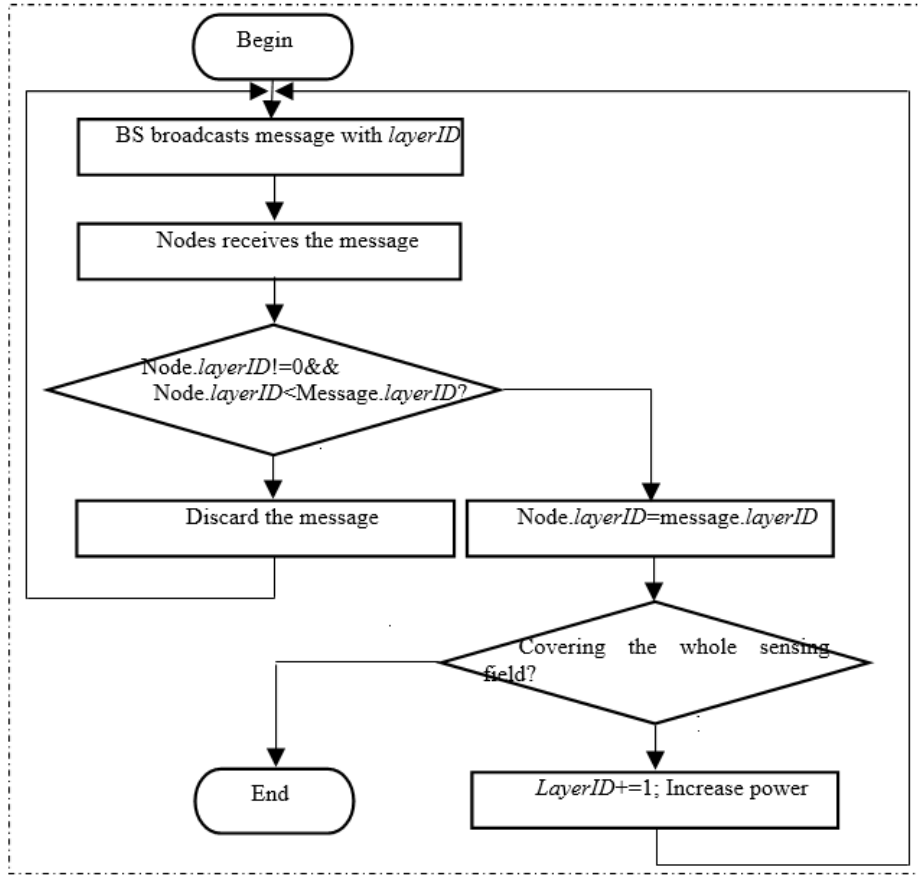 Begin
BS broadcasts message with layerID
Nodes receives the message
Node.layerID!=0&&
Node.layerID<Message.layerID?
Discard the message
Node.layerID=message.layerID
Covering the whole sensing
field?
End
LayerID+=1; Increase power